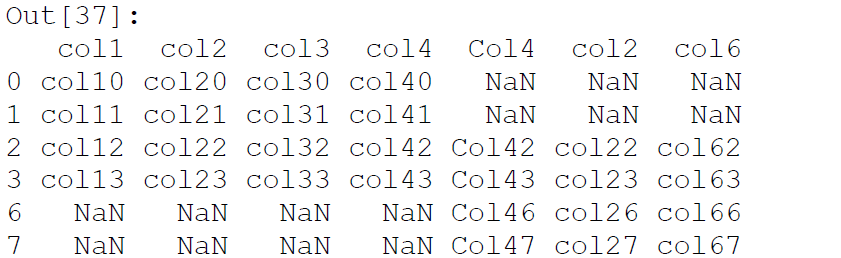 Out[37]:
col1 col2 col3 col4 Col4 col2 col6
0 col10 col20 col30 col40 NaN NaN NaN
1 col11 col21 col31 col41 NaN NaN NaN
2 col12 col22 col32 col42 Col42 col22 col62
3 col13 col23 col33 col43 Col43 col23 col63
6 NaN NaN NaN NaN Col46 col26 col66
7 NaN NaN NaN NaN Col47 col27 col67